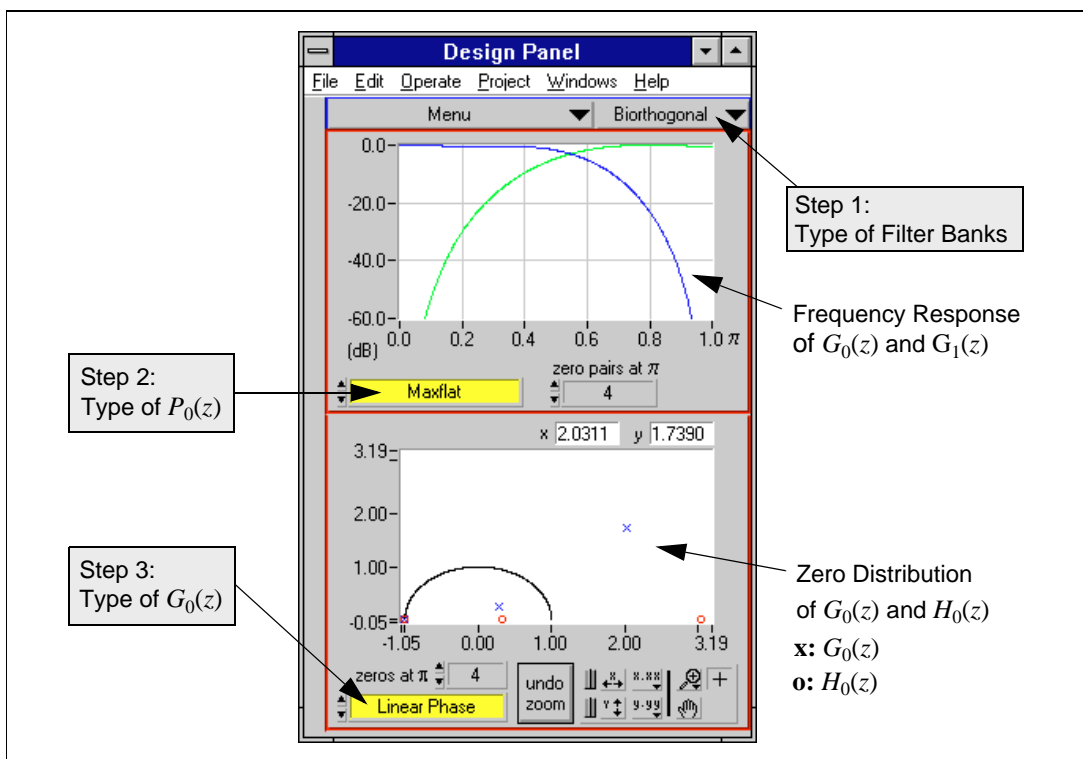 Design Panel
File Edit Operate Project Windows Help
Menu Biorthogonal
0.0
-20.0
-40.0
-60.0
(dB)
0.0 0.2 0.4 0.6 0.8 1.0 π
zero pairs at π
Maxflat 4
Step 1:
Type of Filter Banks
Frequency Response
of G0(z) and G1(z)
Step 2:
Type of P0(z)
x 2.0311 y 1.7390
3.19
2.00
1.00
-0.05
-1.05 0.00 1.00 2.00 3.19
Step 3:
Type of G0(z)
Zero Distribution
of G0(z) and H0(z)
x: G0(z)
o: H0(z)
zeros at π 4
Linear Phase
undo
zoom
X x.xx
Y y.yy